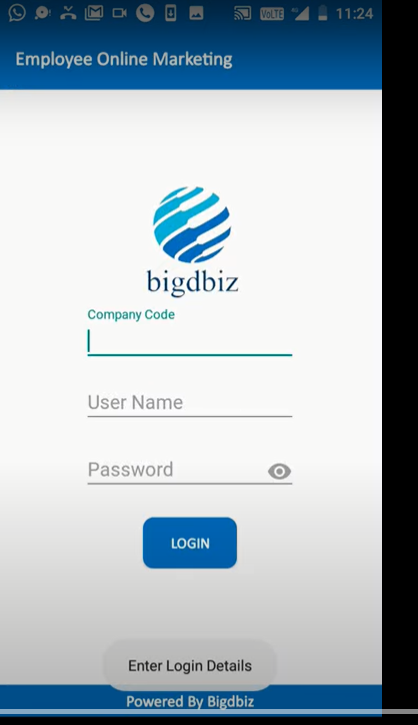 VoLTE 4G 11:24
Employee Online Marketing
bigdbiz
Company Code
User Name
Password
LOGIN
Enter Login Details
Powered By Bigdbiz